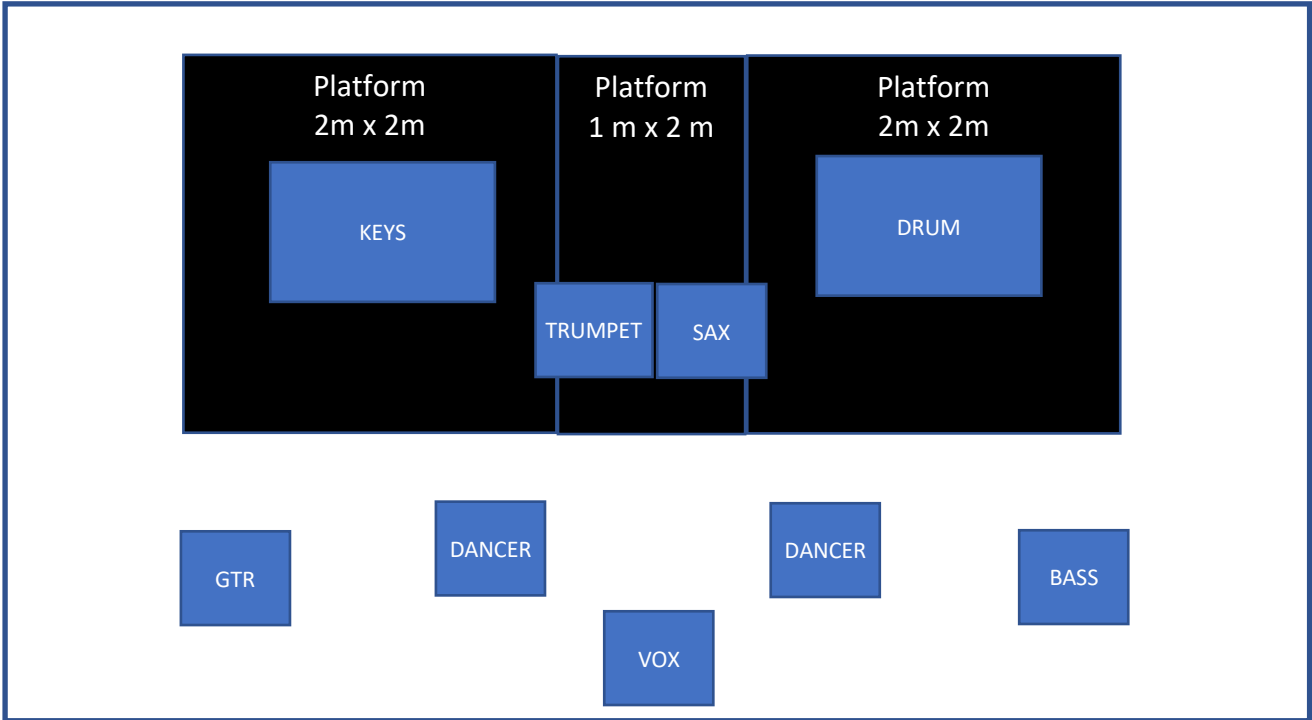 Platform
2m x 2m
Platform
1 m x 2 m
Platform
2m x 2m
KEYS
DRUM
TRUMPET
SAX
GTR
DANCER
VOX
DANCER
BASS